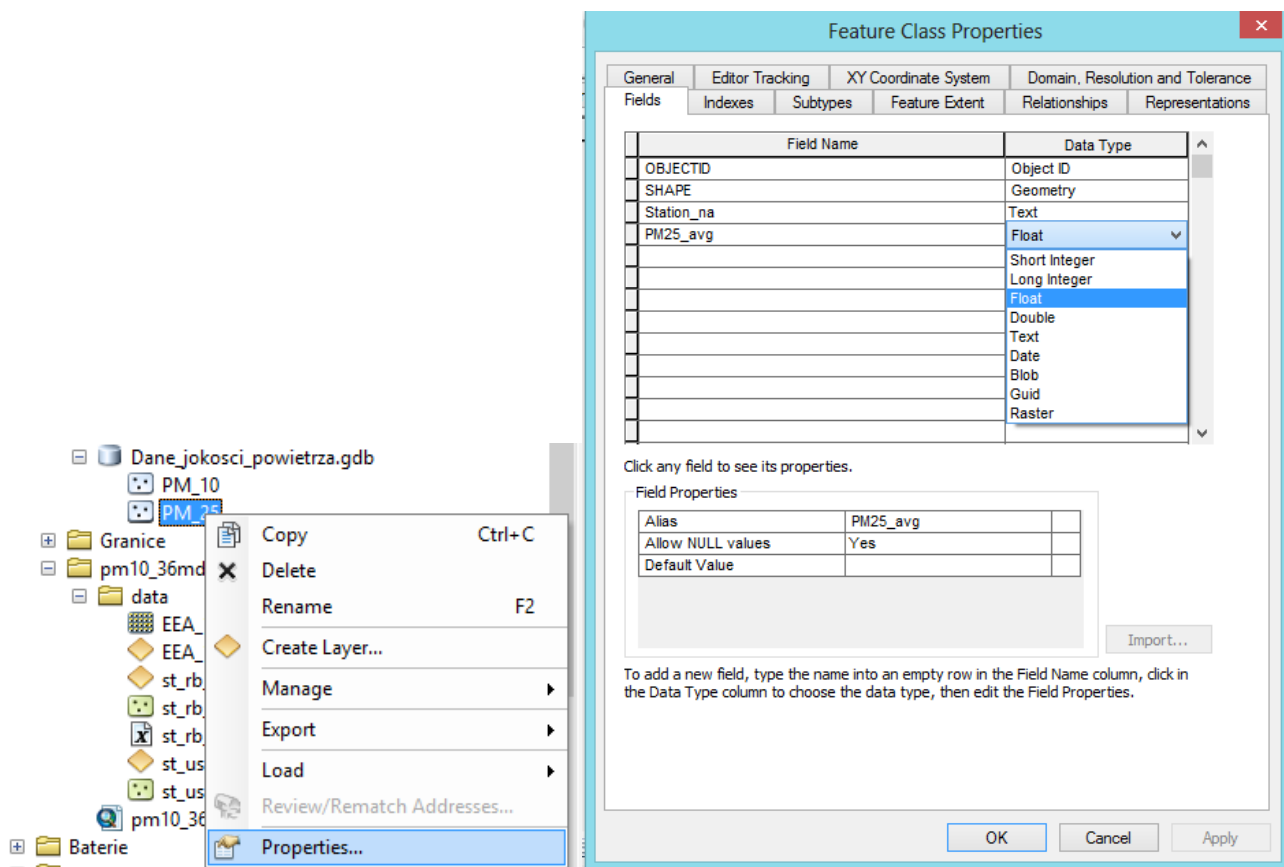 Dane_jokosci_powietrza.gdb
PM_10
PM_25
Granice
pm10_36md
data
EEA_
EEA_
st_rb_
st_rb_
st_rb_
st_us
st_us
pm10_36
Baterie
Copy Ctrl+C
Delete
Rename F2
Create Layer...
Manage
Export
Load
Review/Rematch Addresses...
Properties...
Feature Class Properties
General Editor Tracking XY Coordinate System Domain, Resolution and Tolerance
Fields Indexes Subtypes Feature Extent Relationships Representations
Field Name Data Type
OBJECTID Object ID
SHAPE Geometry
Station_na Text
PM25_avg Float
Short Integer
Long Integer
Float
Double
Text
Date
Blob
Guid
Raster
Click any field to see its properties.
Field Properties
Alias PM25_avg
Allow NULL values Yes
Default Value
Import...
To add a new field, type the name into an empty row in the Field Name column, click in
the Data Type column to choose the data type, then edit the Field Properties.
OK Cancel Apply